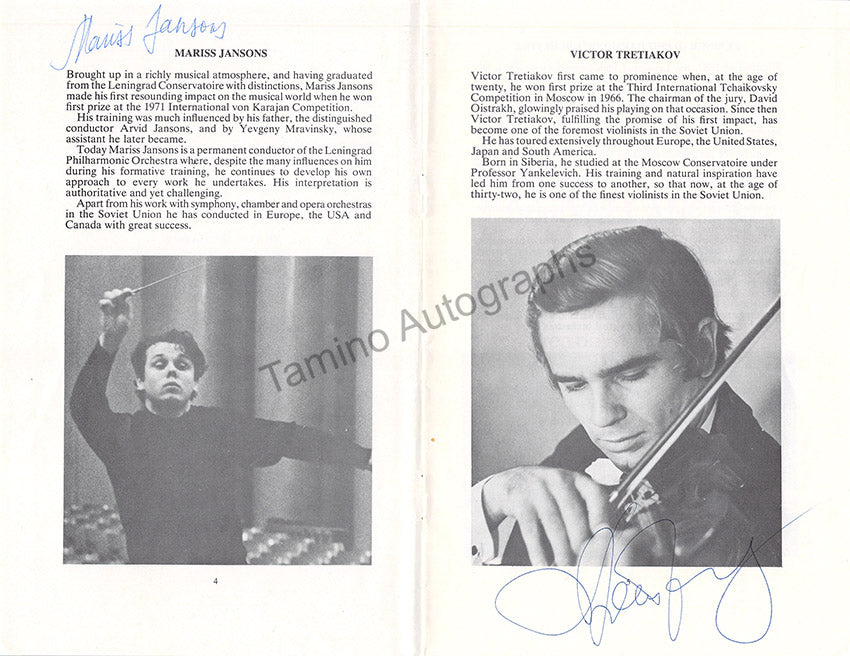 Mariss Jansons
MARISS JANSONS
Brought up in a richly musical atmosphere, and having graduated
from the Leningrad Conservatoire with distinctions, Mariss Jansons
made his first resounding impact on the musical world when he won
first prize at the 1971 International von Karajan Competition.
His training was much influenced by his father, the distinguished
conductor Arvid Jansons, and by Yevgeny Mravinsky, whose
assistant he later became.
Today Mariss Jansons is a permanent conductor of the Leningrad
Philharmonic Orchestra where, despite the many influences on him
during his formative training, he continues to develop his own
approach to every work he undertakes. His interpretation is
authoritative and yet challenging.
Apart from his work with symphony, chamber and opera orchestras
in the Soviet Union he has conducted in Europe, the USA and
Canada with great success.
4
VICTOR TRETIAKOV
Victor Tretiakov first came to prominence when, at the age of
twenty, he won first prize at the Third International Tchaikovsky
Competition in Moscow in 1966. The chairman of the jury, David
Oistrakh, glowingly praised his playing on that occasion. Since then
Victor Tretiakov, fulfilling the promise of his first impact, has
become one of the foremost violinists in the Soviet Union.
He has toured extensively throughout Europe, the United States,
Japan and South America.
Born in Siberia, he studied at the Moscow Conservatoire under
Professor Yankelevich. His training and natural inspiration have
led him from one success to another, so that now, at the age of
thirty-two, he is one of the finest violinists in the Soviet Union.
Tamino Autographs